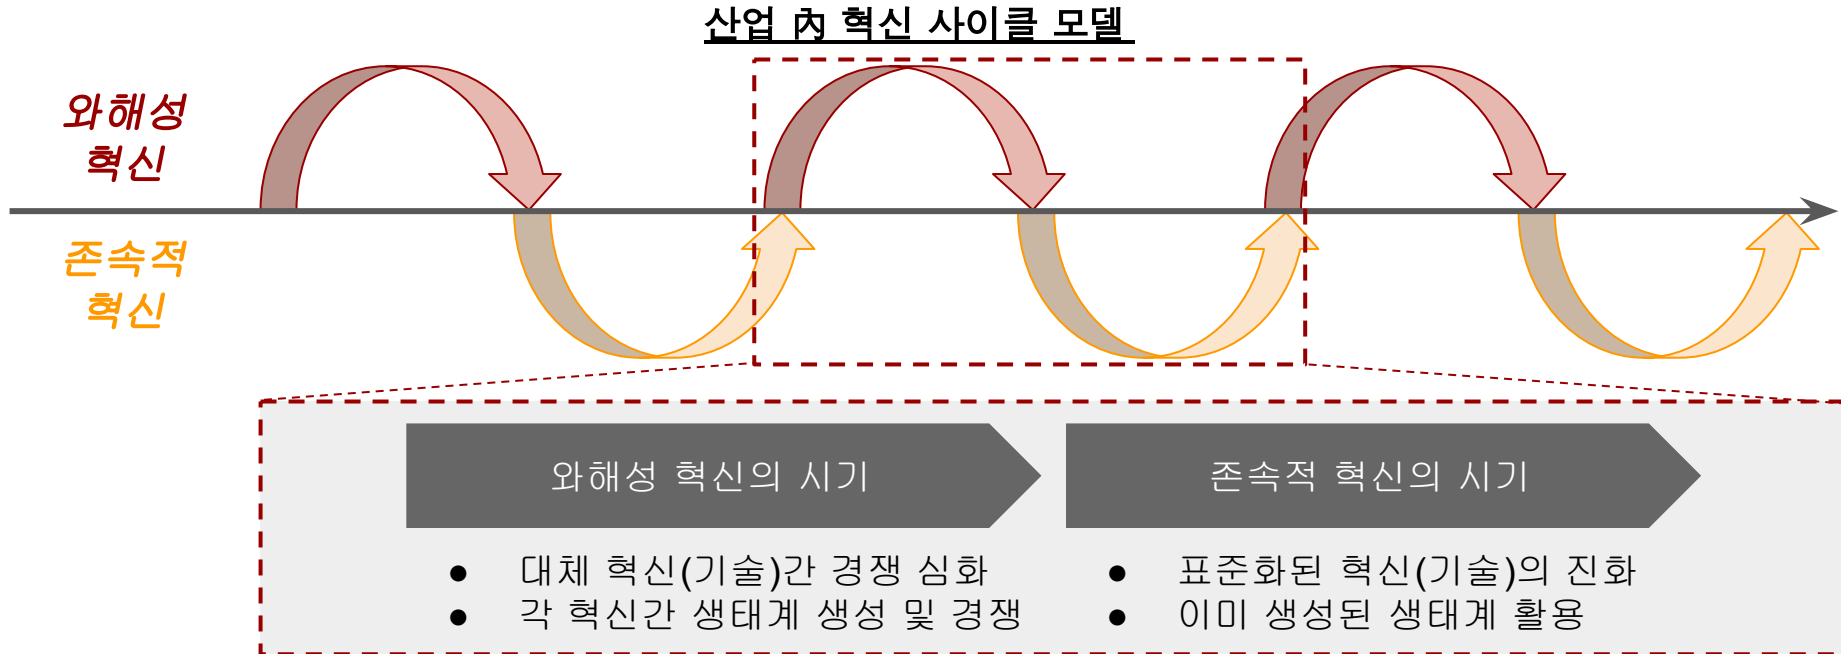 산업 內 혁신 사이클 모델
와해성
혁신
존속적
혁신
와해성 혁신의 시기
존속적 혁신의 시기
● 대체 혁신(기술)간 경쟁 심화
● 각 혁신간 생태계 생성 및 경쟁
● 표준화된 혁신(기술)의 진화
● 이미 생성된 생태계 활용